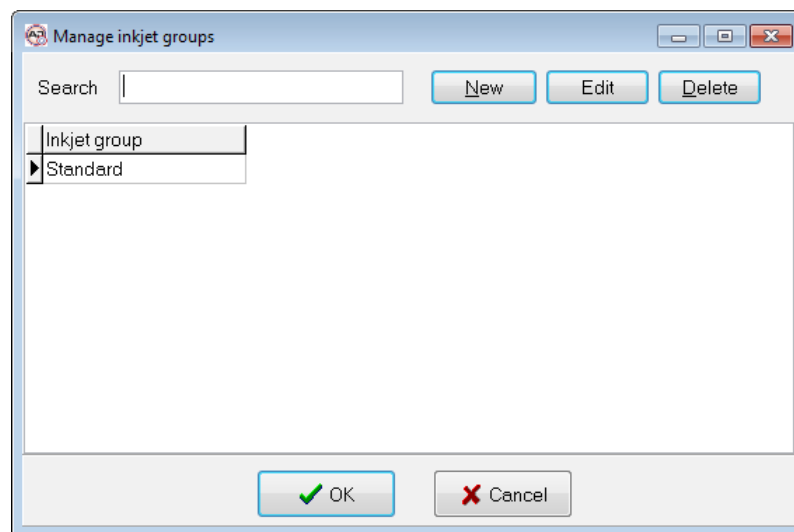 Manage inkjet groups
Search New Edit Delete
Inkjet group
Standard
OK Cancel